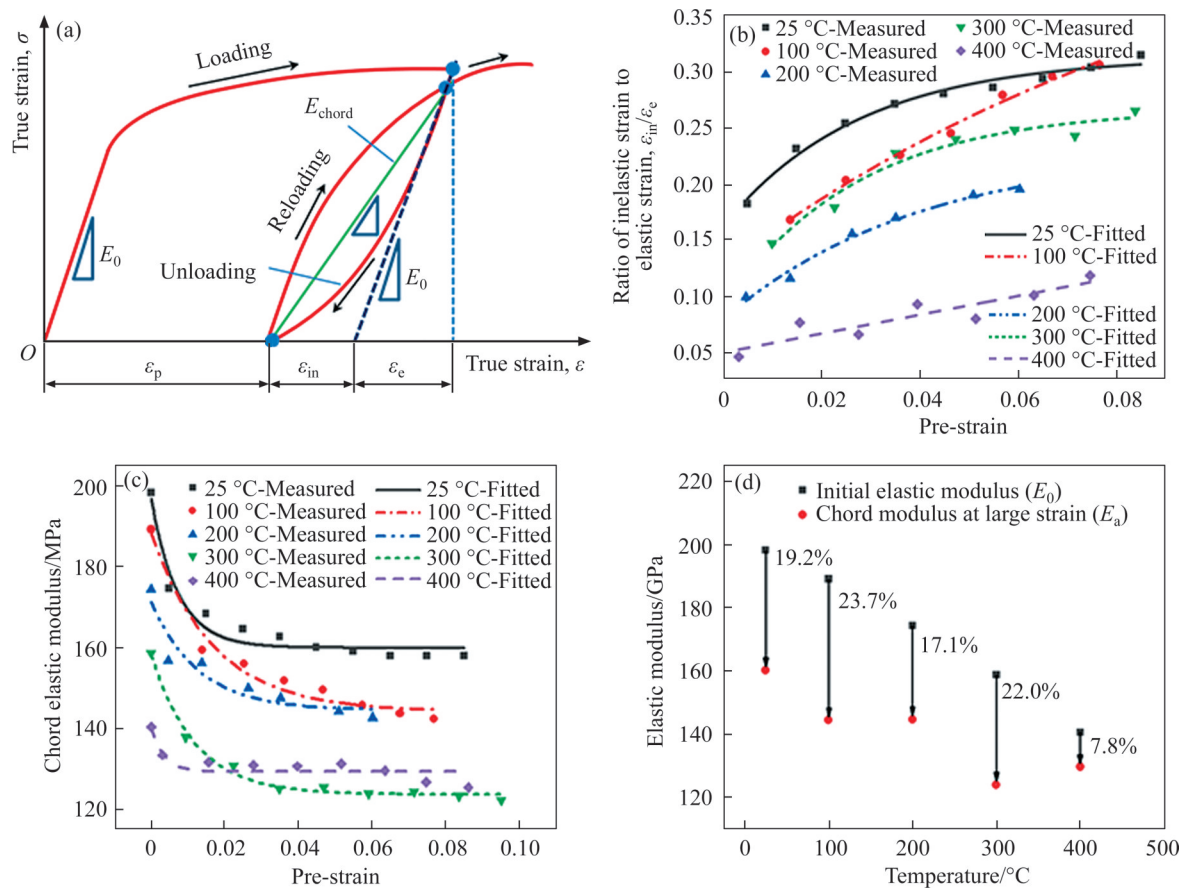 (a)
True strain, σ
Loading
E₀
Reloading
E_chord
Unloading
E₀
O
True strain, ε
ε_p
ε_in
ε_e
(b)
25 °C-Measured
100 °C-Measured
200 °C-Measured
300 °C-Measured
400 °C-Measured
Ratio of inelastic strain to
elastic strain, ε_in/ε_e
0.35
0.30
0.25
0.20
0.15
0.10
0.05
25 °C-Fitted
100 °C-Fitted
200 °C-Fitted
300 °C-Fitted
400 °C-Fitted
0 0.02 0.04 0.06 0.08
Pre-strain
(c)
25 °C-Measured
100 °C-Measured
200 °C-Measured
300 °C-Measured
400 °C-Measured
25 °C-Fitted
100 °C-Fitted
200 °C-Fitted
300 °C-Fitted
400 °C-Fitted
Chord elastic modulus/MPa
200
180
160
140
120
0 0.02 0.04 0.06 0.08 0.10
Pre-strain
(d)
Initial elastic modulus (E₀)
Chord modulus at large strain (Eₐ)
Elastic modulus/GPa
220
200
180
160
140
120
19.2%
23.7%
17.1%
22.0%
7.8%
0 100 200 300 400 500
Temperature/°C